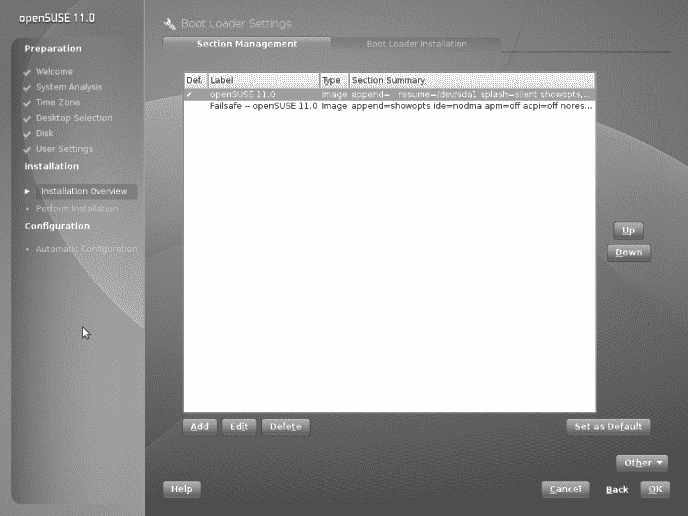 openSUSE 11.0
Preparation
Welcome
System Analysis
Time Zone
Desktop Selection
Disk
User Settings
Installation
Installation Overview
Perform Installation
Configuration
Automatic Configuration
Boot Loader Settings
Section Management Boot Loader Installation
Def. Label Type Section Summary
✔ openSUSE 11.0 Image append= resume=/dev/sda1 splash=silent showopts,...
Failsafe -- openSUSE 11.0 Image append=showopts ide=nodma apm=off acpi=off nores...
Up
Down
Add Edit Delete Set as Default
Other
Help Cancel Back OK